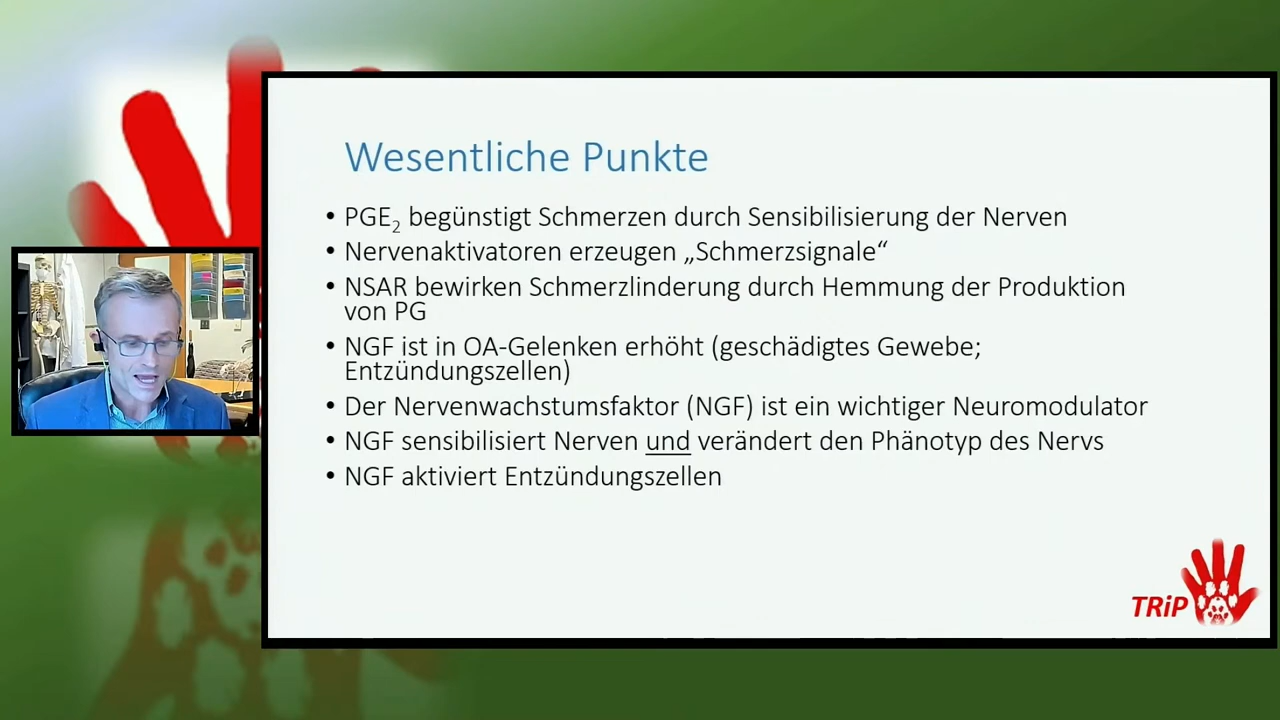 Wesentliche Punkte
• PGE₂ begünstigt Schmerzen durch Sensibilisierung der Nerven
• Nervenaktivatoren erzeugen „Schmerzsignale“
• NSAR bewirken Schmerzlinderung durch Hemmung der Produktion
von PG
• NGF ist in OA-Gelenken erhöht (geschädigtes Gewebe;
Entzündungszellen)
• Der Nervenwachstumsfaktor (NGF) ist ein wichtiger Neuromodulator
• NGF sensibilisiert Nerven und verändert den Phänotyp des Nervs
• NGF aktiviert Entzündungszellen
TRiP